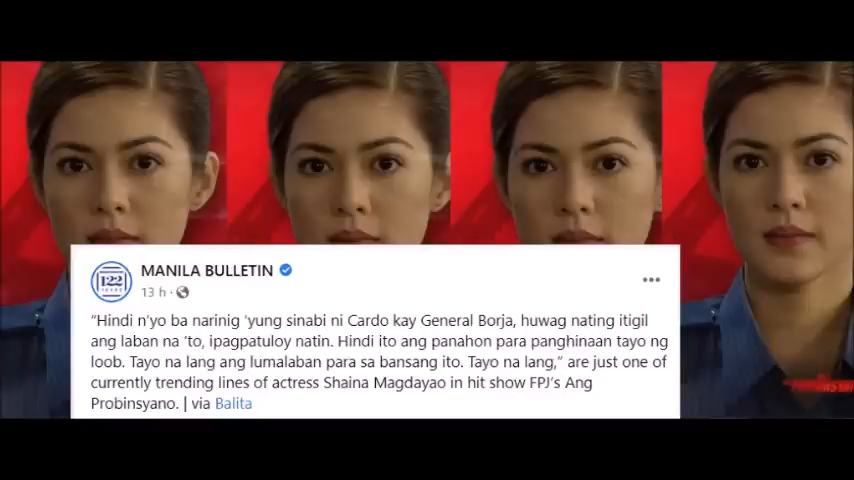 122
YEARS
MANILA BULLETIN
13 h ·
“Hindi n'yo ba narinig ‘yung sinabi ni Cardo kay General Borja, huwag nating itigil
ang laban na ‘to, ipagpatuloy natin. Hindi ito ang panahon para panghinaan tayo ng
loob. Tayo na lang ang lumalaban para sa bansang ito. Tayo na lang,” are just one of
currently trending lines of actress Shaina Magdayao in hit show FPJ’s Ang
Probinsyano. | via Balita